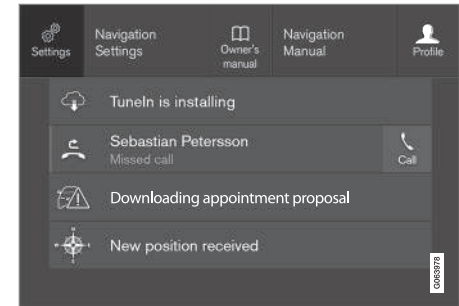 Settings
Navigation
Settings
Owner's
manual
Navigation
Manual
Profile
TuneIn is installing
Sebastian Petersson
Missed call
Call
Downloading appointment proposal
New position received
G063978